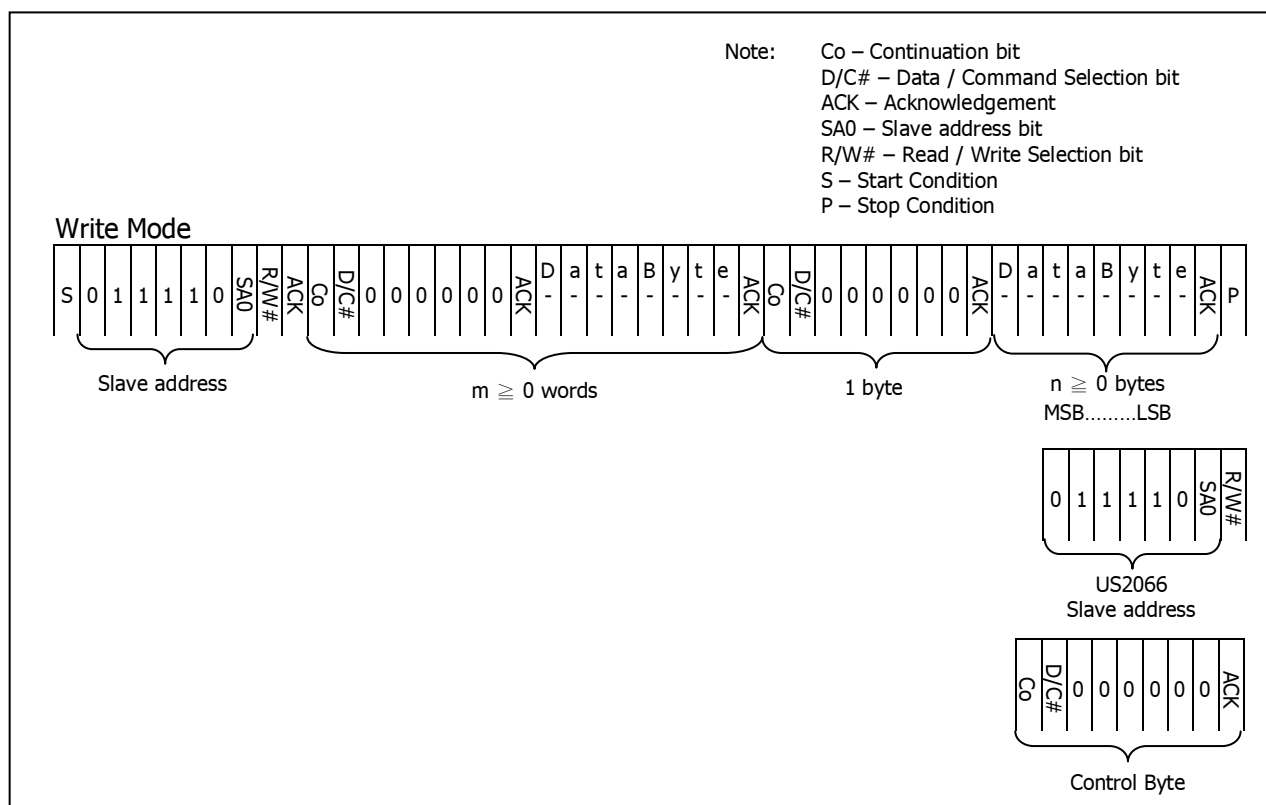 Note: Co – Continuation bit
D/C# – Data / Command Selection bit
ACK – Acknowledgement
SA0 – Slave address bit
R/W# – Read / Write Selection bit
S – Start Condition
P – Stop Condition
Write Mode
S 0 1 1 1 1 0 SA0 R/W# ACK Co D/C# 0 0 0 0 0 0 ACK D a t a B y t e ACK Co D/C# 0 0 0 0 0 0 ACK D a t a B y t e ACK P
- - - - - - - - - - - - - - - -
Slave address m ≧ 0 words 1 byte n ≧ 0 bytes
MSB.........LSB
0 1 1 1 1 0 SA0 R/W#
US2066
Slave address
Co D/C# 0 0 0 0 0 0 ACK
Control Byte